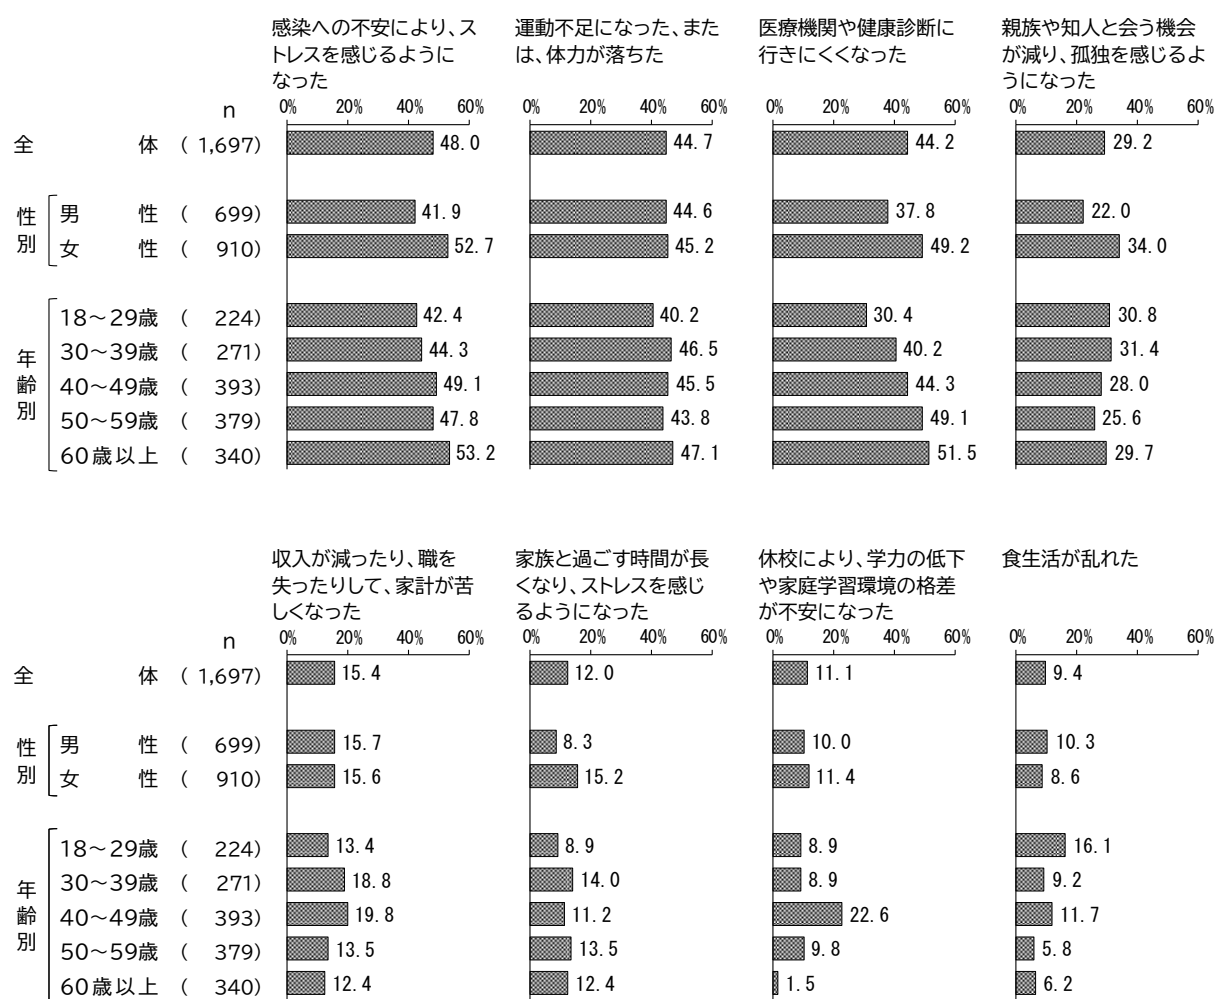 感染への不安により、ス 運動不足になった、また 医療機関や健康診断に 親族や知人と会う機会
トレスを感じるように は、体力が落ちた 行きにくくなった が減り、孤独を感じるよ
なった うになった
n 0% 20% 40% 60% 0% 20% 40% 60% 0% 20% 40% 60% 0% 20% 40% 60%
全体 (1,697) 48.0 44.7 44.2 29.2
性別
男性 (699) 41.9 44.6 37.8 22.0
女性 (910) 52.7 45.2 49.2 34.0
年齢別
18～29歳 (224) 42.4 40.2 30.4 30.8
30～39歳 (271) 44.3 46.5 40.2 31.4
40～49歳 (393) 49.1 45.5 44.3 28.0
50～59歳 (379) 47.8 43.8 49.1 25.6
60歳以上 (340) 53.2 47.1 51.5 29.7
収入が減ったり、職を 家族と過ごす時間が長 休校により、学力の低下 食生活が乱れた
失ったりして、家計が苦 くなり、ストレスを感じ や家庭学習環境の格差
しくなった るようになった が不安になった
n 0% 20% 40% 60% 0% 20% 40% 60% 0% 20% 40% 60% 0% 20% 40% 60%
全体 (1,697) 15.4 12.0 11.1 9.4
性別
男性 (699) 15.7 8.3 10.0 10.3
女性 (910) 15.6 15.2 11.4 8.6
年齢別
18～29歳 (224) 13.4 8.9 8.9 16.1
30～39歳 (271) 18.8 14.0 8.9 9.2
40～49歳 (393) 19.8 11.2 22.6 11.7
50～59歳 (379) 13.5 13.5 9.8 5.8
60歳以上 (340) 12.4 12.4 1.5 6.2